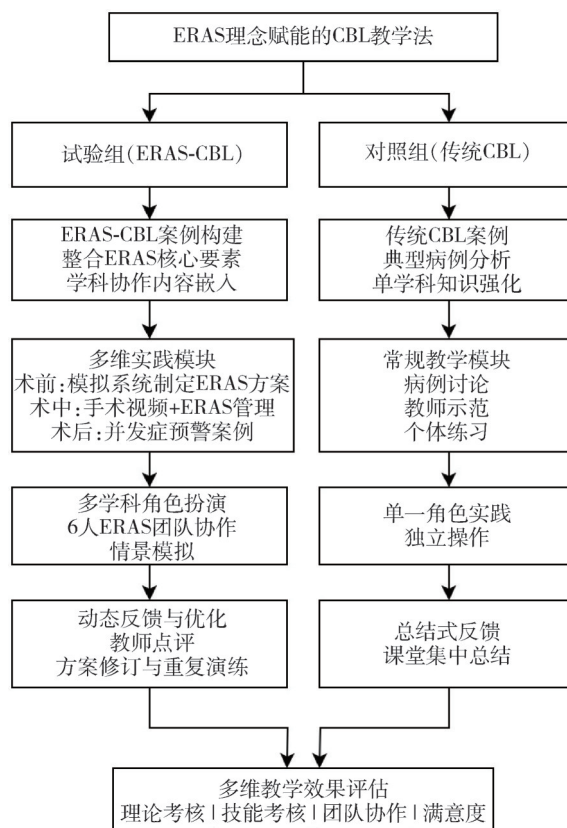 ERAS理念赋能的CBL教学法
试验组(ERAS-CBL)
对照组(传统CBL)
ERAS-CBL案例构建
整合ERAS核心要素
学科协作内容嵌入
传统CBL案例
典型病例分析
单学科知识强化
多维实践模块
术前:模拟系统制定ERAS方案
术中:手术视频+ERAS管理
术后:并发症预警案例
常规教学模块
病例讨论
教师示范
个体练习
多学科角色扮演
6人ERAS团队协作
情景模拟
单一角色实践
独立操作
动态反馈与优化
教师点评
方案修订与重复演练
总结式反馈
课堂集中总结
多维教学效果评估
理论考核|技能考核|团队协作|满意度